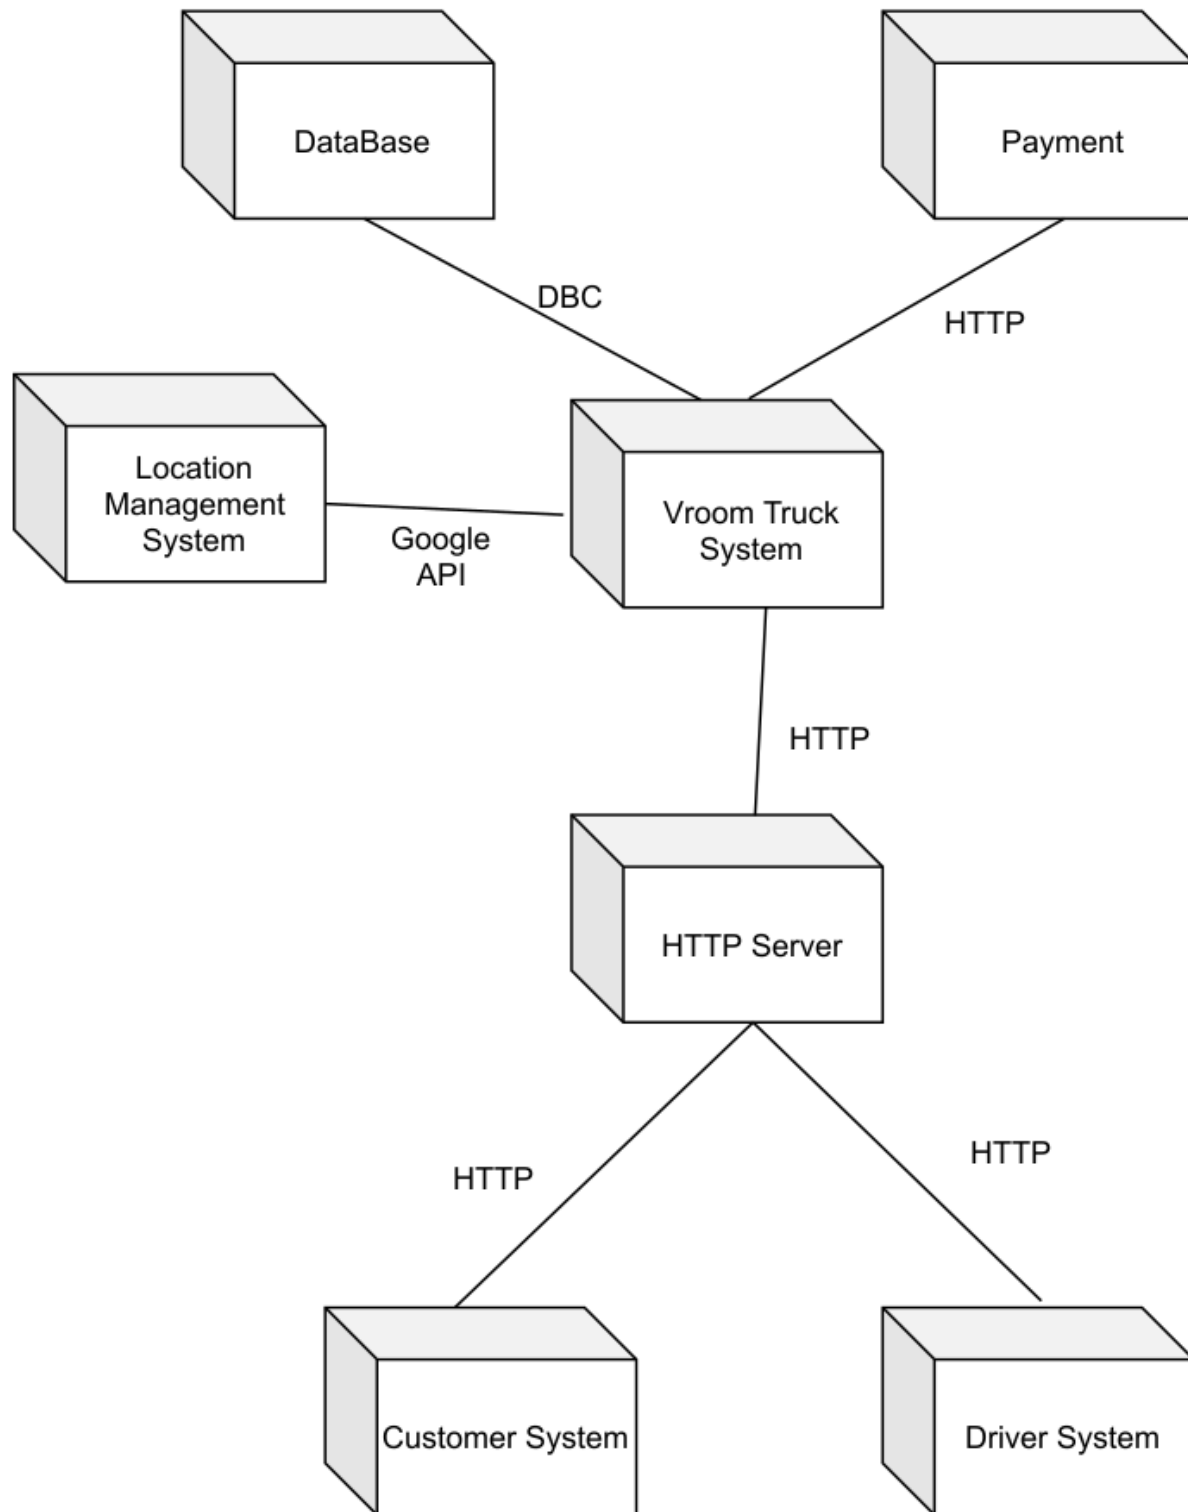 DataBase
Payment
DBC
HTTP
Location
Management
System
Google
API
Vroom Truck
System
HTTP
HTTP Server
HTTP
HTTP
Customer System
Driver System